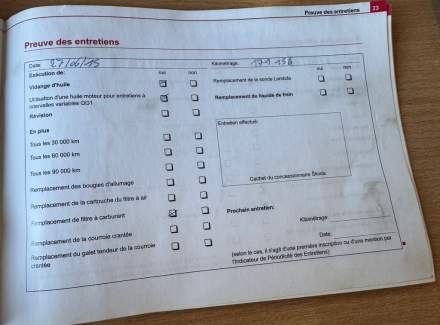 Preuve des entretiens 23
Preuve des entretiens
Date: 27/06/15 Kilométrage:
Exécution de: oui non oui non
Vidange d'huile Remplacement de la sonde Lambda
Utilisation d'une huile moteur pour entretiens à
intervalles variables QG1 Remplacement du liquide de frein
Révision
En plus Entretien effectué:
Tous les 30 000 km
Tous les 60 000 km
Tous les 90 000 km
Remplacement des bougies d'allumage Cachet du concessionnaire Škoda
Remplacement de la cartouche du filtre à air
Remplacement de filtre à carburant Prochain entretien:
Kilométrage:
Remplacement de la courroie crantée Date:
Remplacement du galet tendeur de la courroie
crantée
(selon le cas, il s'agit d'une première inscription ou d'une mention par
l'Indicateur de Périodicité des Entretiens)